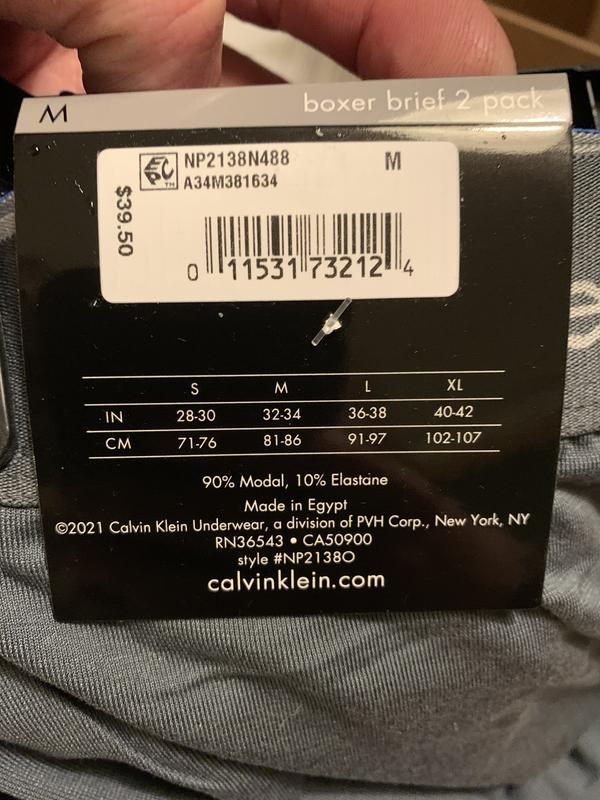 M boxer brief 2 pack
EPC™ NP2138N488 M
A34M381634
$39.50
0 11531 73212 4
S M L XL
IN 28-30 32-34 36-38 40-42
CM 71-76 81-86 91-97 102-107
90% Modal, 10% Elastane
Made in Egypt
©2021 Calvin Klein Underwear, a division of PVH Corp., New York, NY
RN36543 • CA50900
style #NP2138O
calvinklein.com